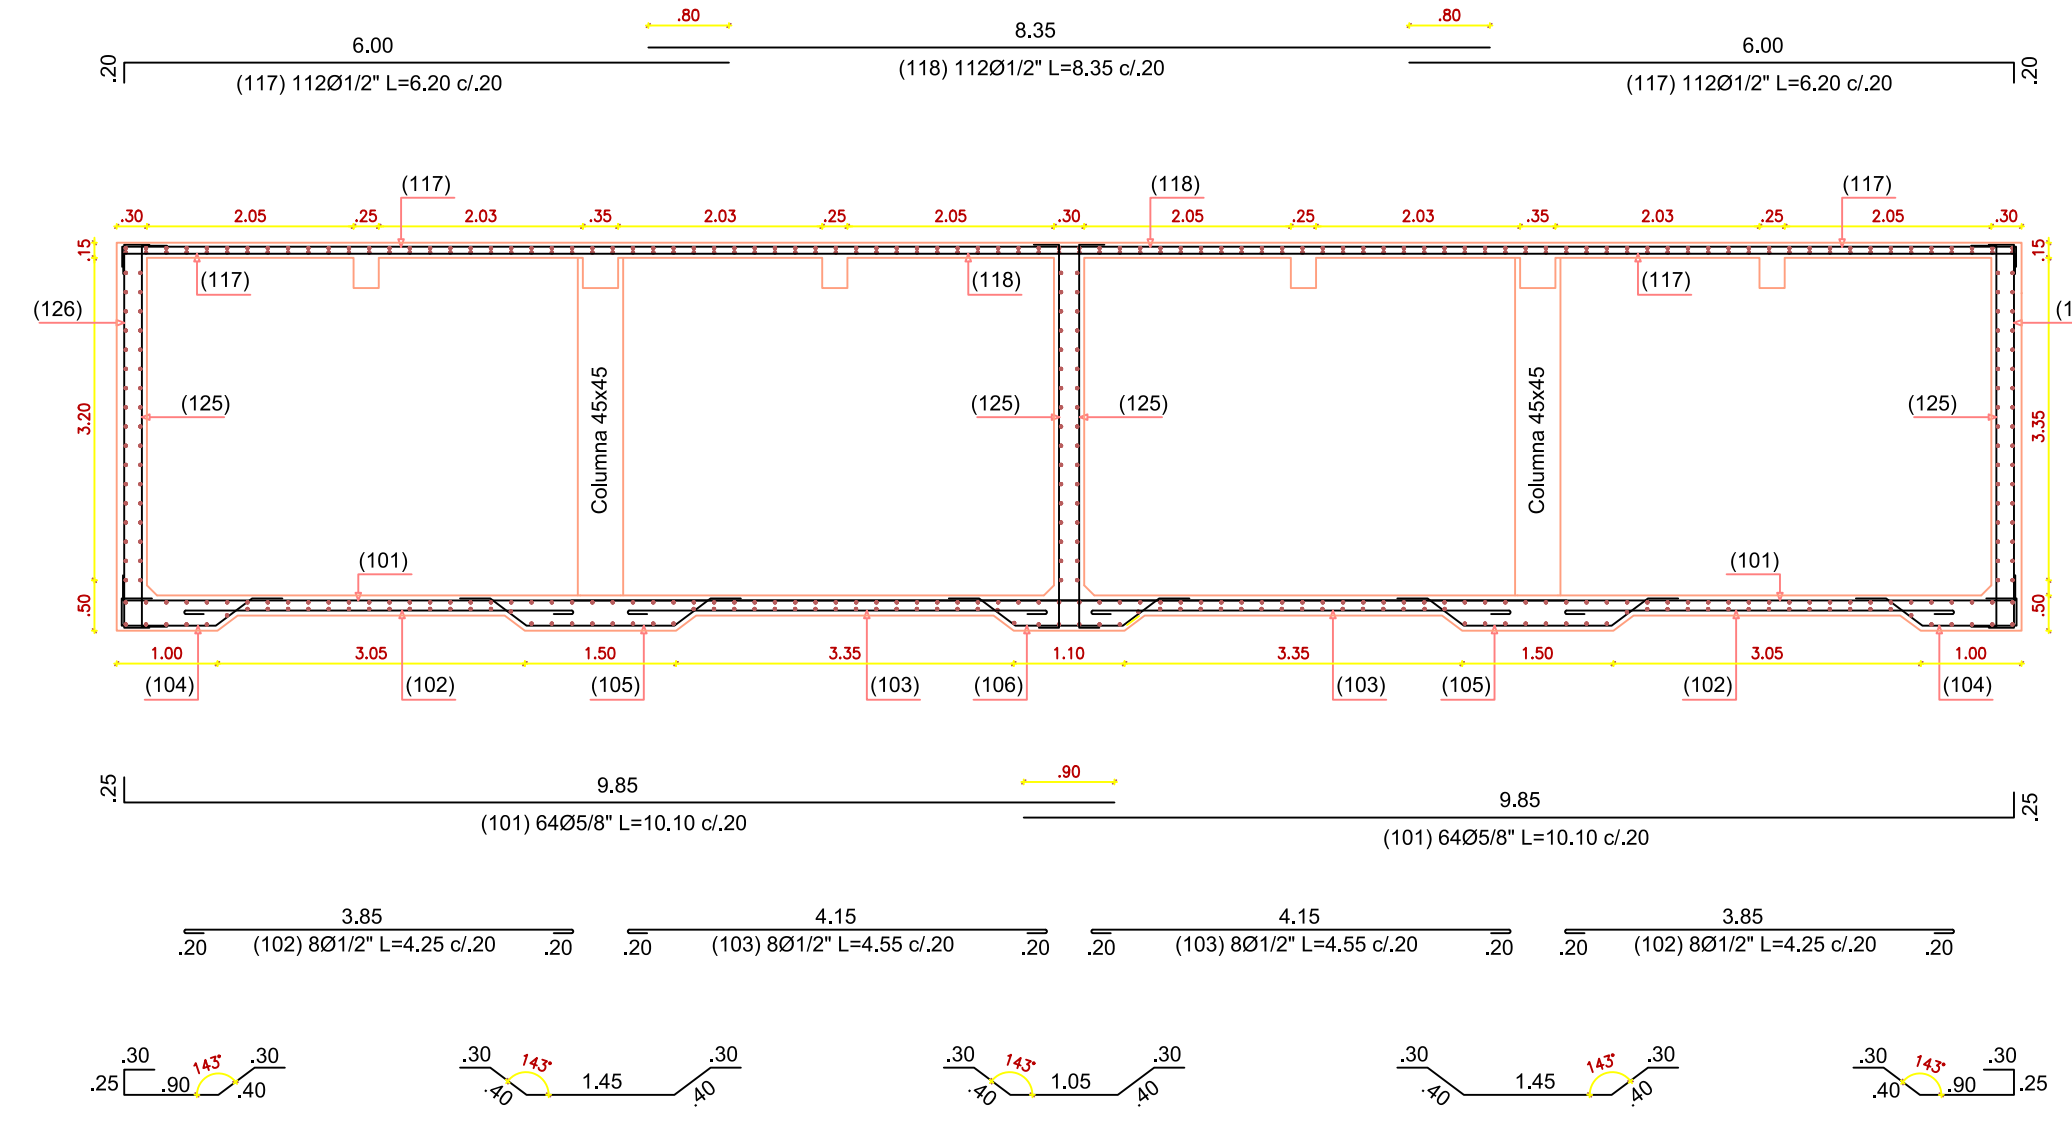 .80 .80
6.00 8.35 6.00
.20 .20
(117) 112Ø1/2" L=6.20 c/.20 (118) 112Ø1/2" L=8.35 c/.20 (117) 112Ø1/2" L=6.20 c/.20
(117) (118) (117)
.30 2.05 .25 2.03 .35 2.03 .25 2.05 .30 2.05 .25 2.03 .35 2.03 .25 2.05 .30
.15 .15
(117) (118) (117)
(126)
3.20 (125) Columna 45x45 (125) (125) Columna 45x45 (125) 3.35
(101) (101)
.50 .50
1.00 3.05 1.50 3.35 1.10 3.35 1.50 3.05 1.00
(104) (102) (105) (103) (106) (103) (105) (102) (104)
.25 9.85 .90 9.85 .25
(101) 64Ø5/8" L=10.10 c/.20 (101) 64Ø5/8" L=10.10 c/.20
3.85 4.15 4.15 3.85
.20 (102) 8Ø1/2" L=4.25 c/.20 .20 .20 (103) 8Ø1/2" L=4.55 c/.20 .20 .20 (103) 8Ø1/2" L=4.55 c/.20 .20 .20 (102) 8Ø1/2" L=4.25 c/.20 .20
.30 143° .30 .30 143° .30 .30 143° .30 .30 143° .30 .30 143° .30
.25 .90 .40 .40 1.45 .40 .40 1.05 .40 .40 1.45 .40 .40 .90 .25